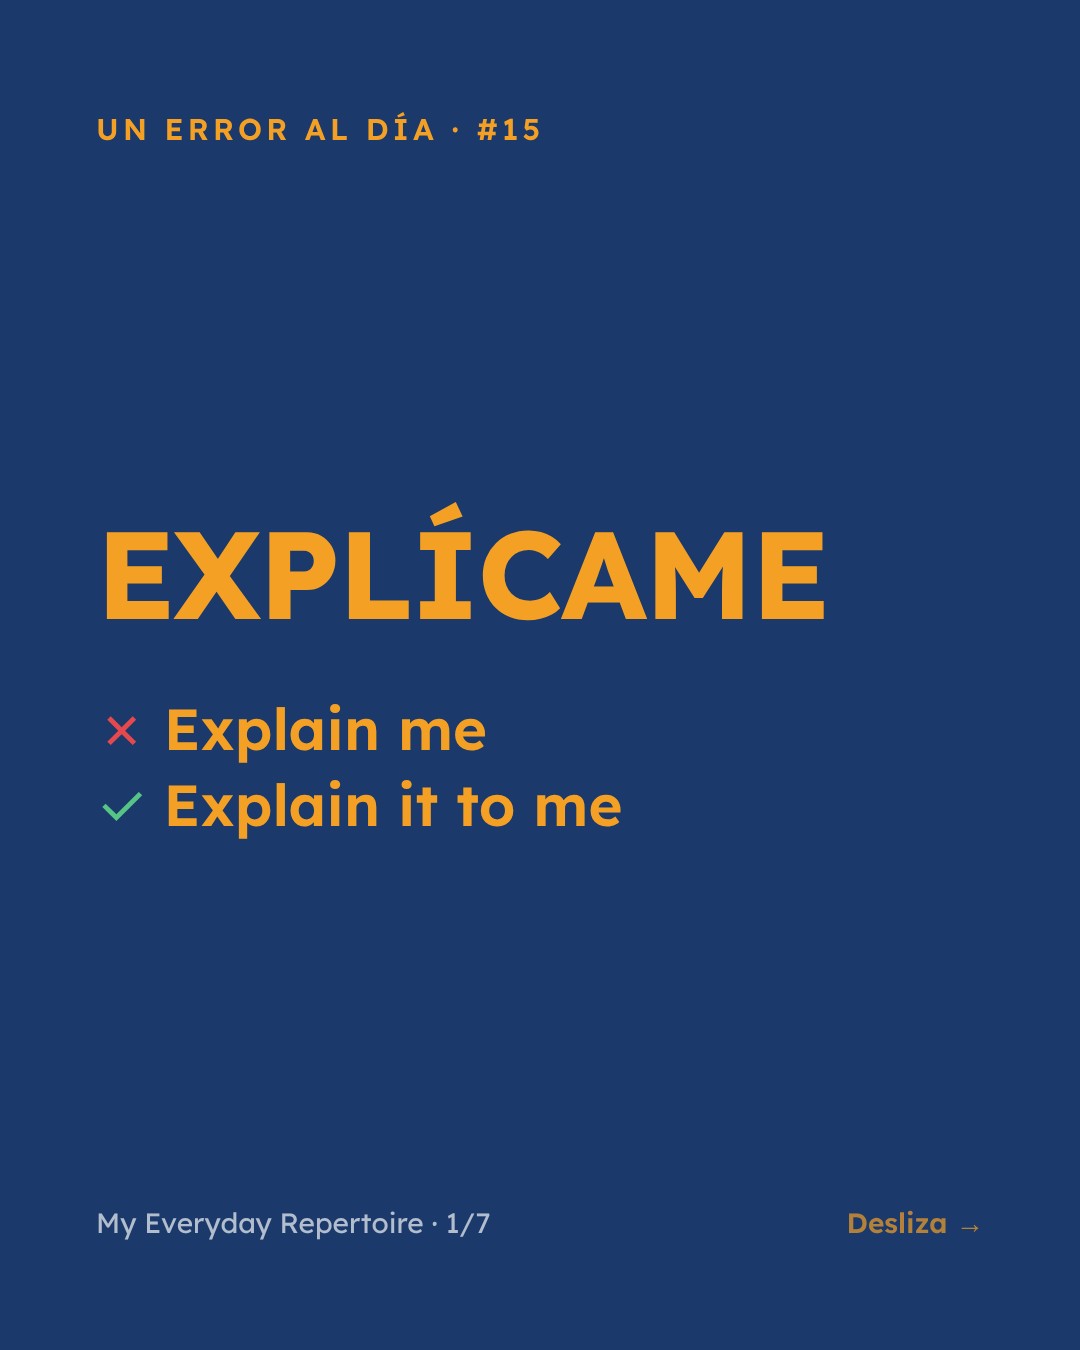 UN ERROR AL DÍA · #15
EXPLÍCAME
✕ Explain me
✓ Explain it to me
My Everyday Repertoire · 1/7
Desliza →